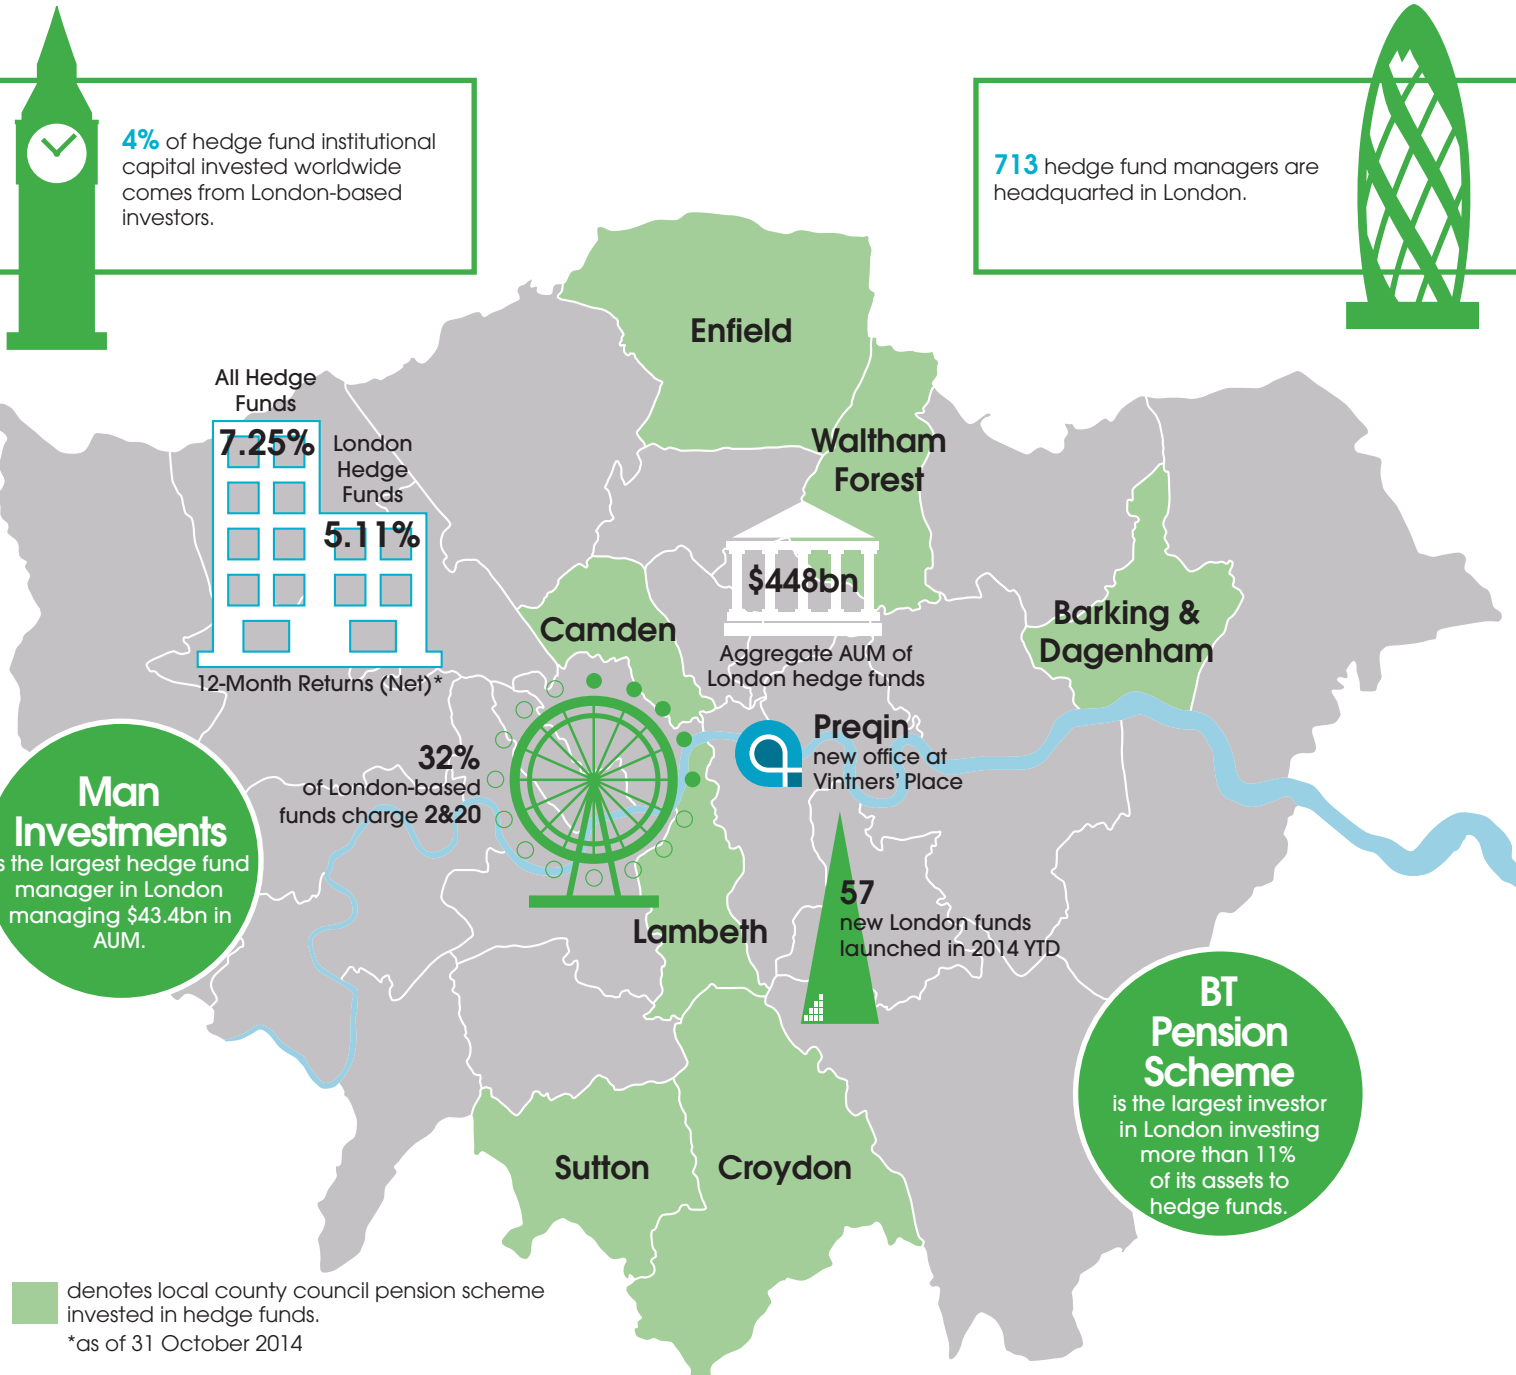 4% of hedge fund institutional
capital invested worldwide
comes from London-based
investors.
713 hedge fund managers are
headquarted in London.
Enfield
All Hedge
Funds
7.25%
London
Hedge
Funds
5.11%
12-Month Returns (Net)*
Waltham
Forest
$448bn
Aggregate AUM of
London hedge funds
Camden
Barking &
Dagenham
Preqin
new office at
Vintners' Place
32%
of London-based
funds charge 2&20
Man
Investments
s the largest hedge fund
manager in London
managing $43.4bn in
AUM.
57
new London funds
launched in 2014 YTD
Lambeth
BT
Pension
Scheme
is the largest investor
in London investing
more than 11%
of its assets to
hedge funds.
Sutton
Croydon
denotes local county council pension scheme
invested in hedge funds.
*as of 31 October 2014